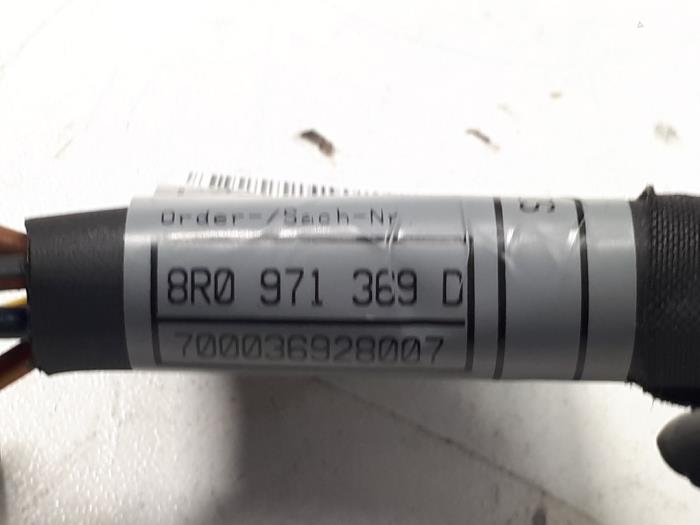 Order-/Sach-Nr
8R0 971 369 D
700036928007